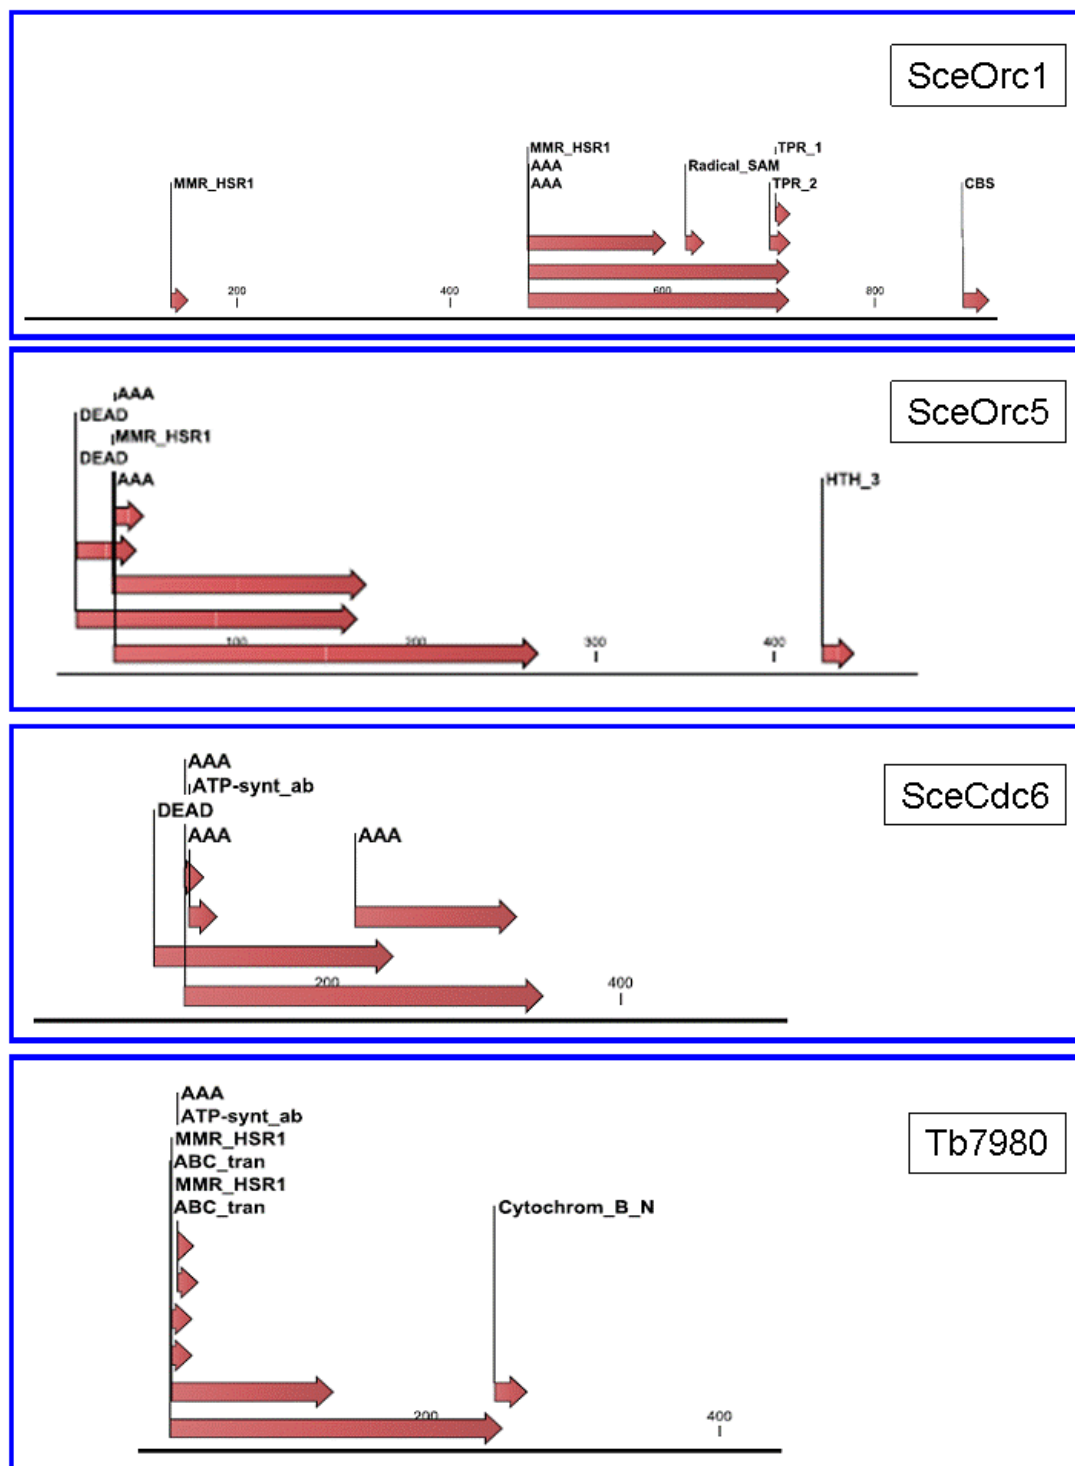 SceOrc1
MMR_HSR1
TPR_1
AAA
Radical_SAM
MMR_HSR1
AAA
TPR_2
CBS
200
400
600
800
SceOrc5
AAA
DEAD
MMR_HSR1
DEAD
AAA
HTH_3
100
200
300
400
SceCdc6
AAA
ATP-synt_ab
DEAD
AAA
AAA
200
400
Tb7980
AAA
ATP-synt_ab
MMR_HSR1
ABC_tran
MMR_HSR1
ABC_tran
Cytochrom_B_N
200
400